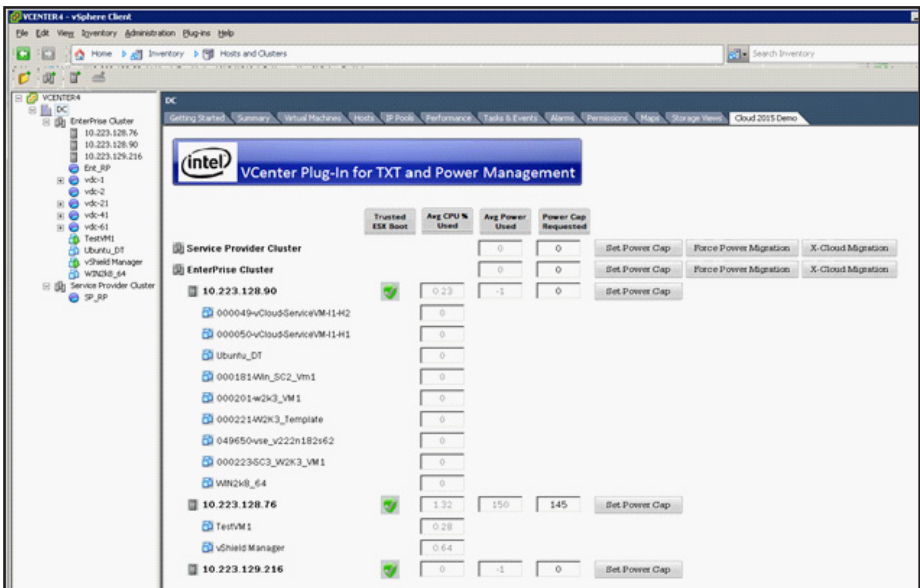 VCENTER4 - vSphere Client
File Edit View Inventory Administration Plug-ins Help
Home Inventory Hosts and Clusters Search Inventory
VCENTER4
DC
EnterPrise Cluster
10.223.128.76
10.223.128.90
10.223.129.216
Ent_RP
vdc-1
vdc-2
vdc-21
vdc-41
vdc-61
TestVM1
Ubuntu_DT
vShield Manager
WIN2k8_64
Service Provider Cluster
SP_RP
DC
Getting Started Summary Virtual Machines Hosts IP Pools Performance Tasks & Events Alarms Permissions Maps Storage Views Cloud 2015 Demo
intel VCenter Plug-In for TXT and Power Management
Trusted ESX Boot Avg CPU % Used Avg Power Used Power Cap Requested
Service Provider Cluster 0 0 Set Power Cap Force Power Migration X-Cloud Migration
EnterPrise Cluster 0 0 Set Power Cap Force Power Migration X-Cloud Migration
10.223.128.90 0.23 -1 0 Set Power Cap
000049-vCloud-ServiceVM-I1-H2 0
000050-vCloud-ServiceVM-I1-H1 0
Ubuntu_DT 0
000181-Win_SC2_Vm1 0
000201-w2k3_VM1 0
000221-W2K3_Template 0
049650-vse_v222n182s62 0
000223-SC3_W2K3_VM1 0
WIN2k8_64 0
10.223.128.76 1.32 150 145 Set Power Cap
TestVM1 0.28
vShield Manager 0.64
10.223.129.216 0 -1 0 Set Power Cap